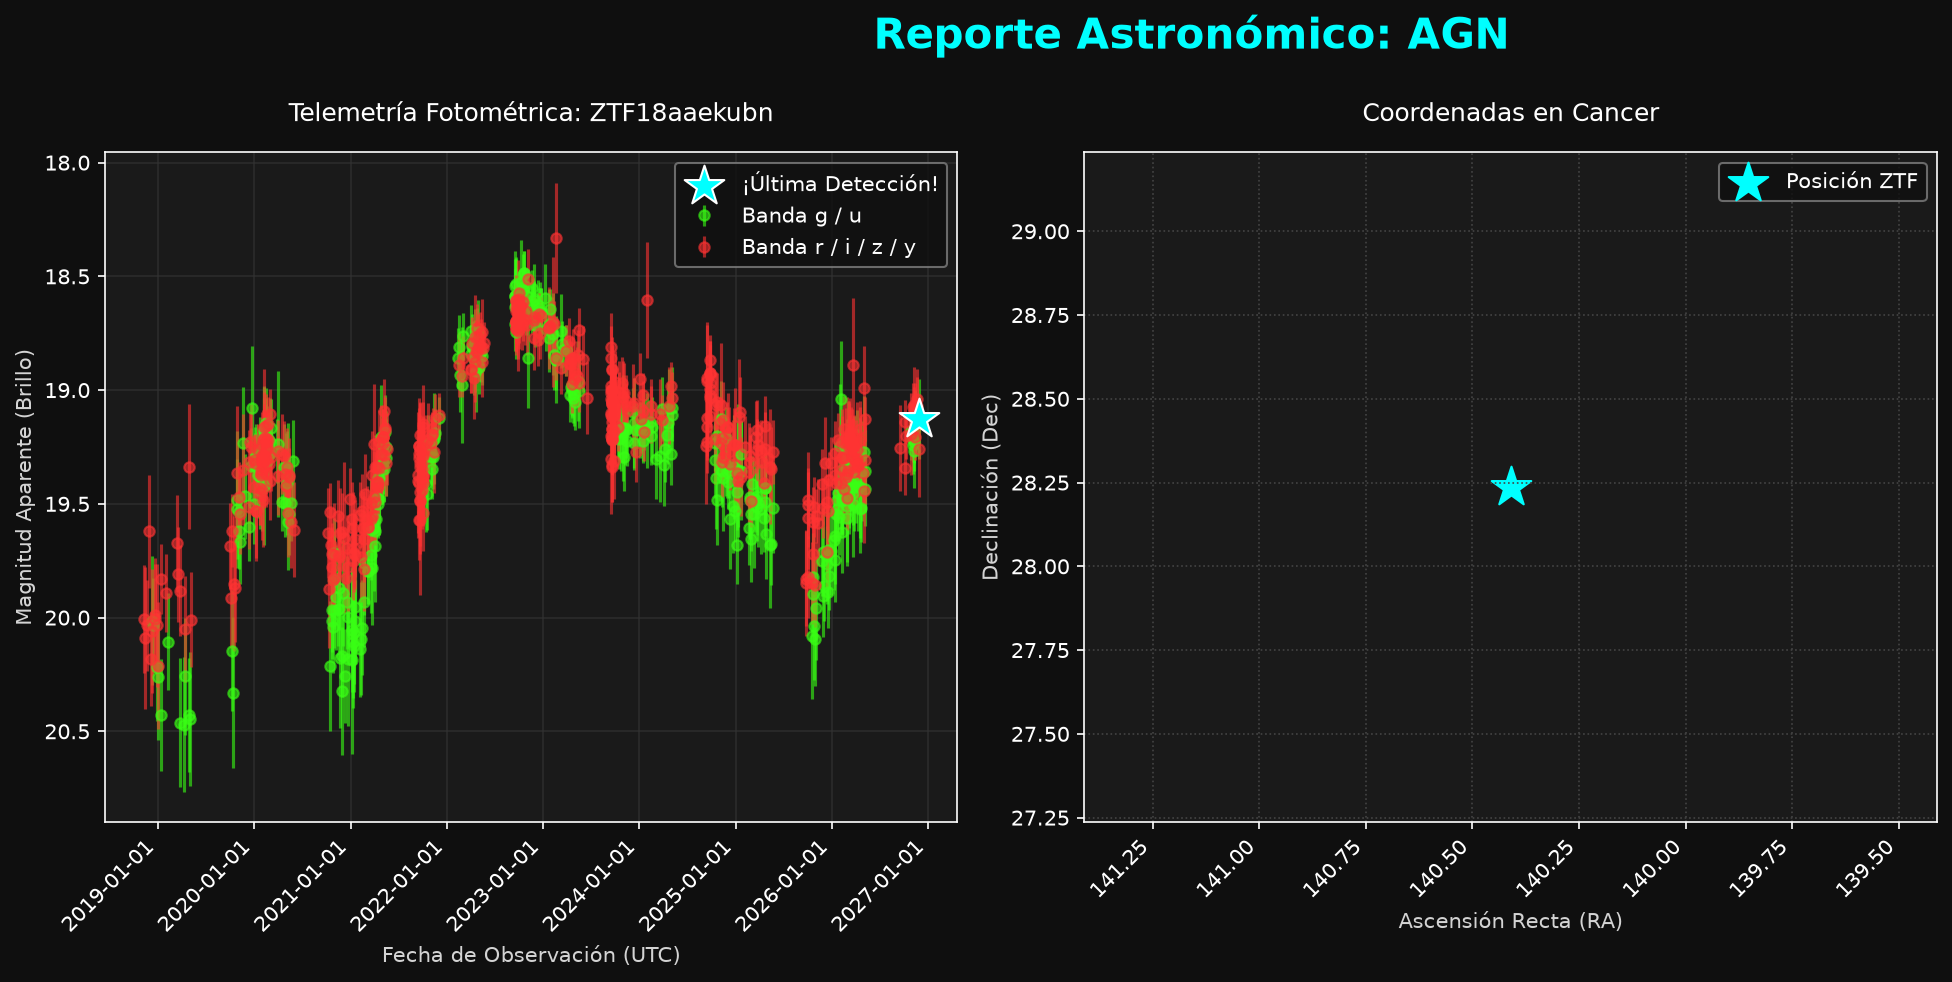 Reporte Astronómico: AGN
Telemetría Fotométrica: ZTF18aaekubn
Magnitud Aparente (Brillo)
18.0
18.5
19.0
19.5
20.0
20.5
¡Última Detección!
Banda g / u
Banda r / i / z / y
2019-01-01
2020-01-01
2021-01-01
2022-01-01
2023-01-01
2024-01-01
2025-01-01
2026-01-01
2027-01-01
Fecha de Observación (UTC)
Coordenadas en Cancer
Declinación (Dec)
29.00
28.75
28.50
28.25
28.00
27.75
27.50
27.25
Posición ZTF
141.25
141.00
140.75
140.50
140.25
140.00
139.75
139.50
Ascensión Recta (RA)